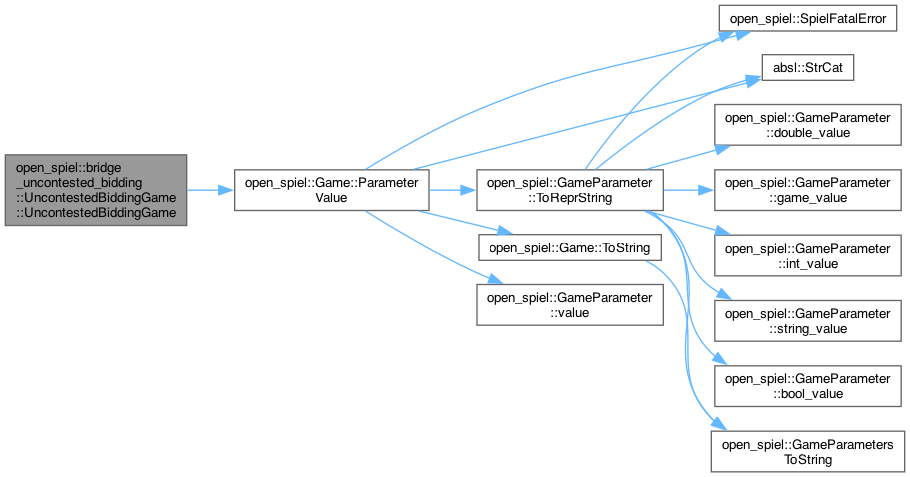 open_spiel::bridge
_uncontested_bidding
::UncontestedBiddingGame
::UncontestedBiddingGame
open_spiel::Game::Parameter
Value
open_spiel::GameParameter
::ToReprString
open_spiel::Game::ToString
open_spiel::GameParameter
::value
open_spiel::SpielFatalError
absl::StrCat
open_spiel::GameParameter
::double_value
open_spiel::GameParameter
::game_value
open_spiel::GameParameter
::int_value
open_spiel::GameParameter
::string_value
open_spiel::GameParameter
::bool_value
open_spiel::GameParameters
ToString